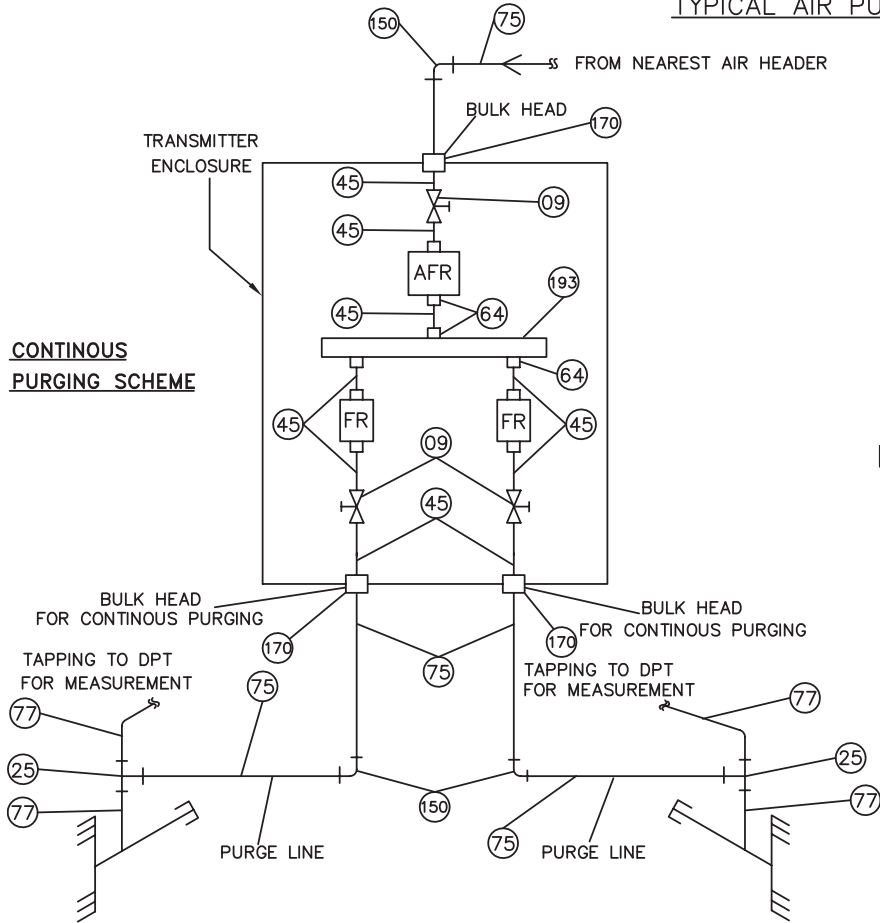 TYPICAL AIR PU
150
75
FROM NEAREST AIR HEADER
BULK HEAD
170
TRANSMITTER
ENCLOSURE
45
09
45
AFR
193
45
64
CONTINOUS
PURGING SCHEME
64
45
FR
FR
45
09
45
BULK HEAD
FOR CONTINOUS PURGING
BULK HEAD
FOR CONTINOUS PURGING
170
170
75
TAPPING TO DPT
FOR MEASUREMENT
TAPPING TO DPT
FOR MEASUREMENT
75
77
77
25
25
77
77
150
75
PURGE LINE
PURGE LINE